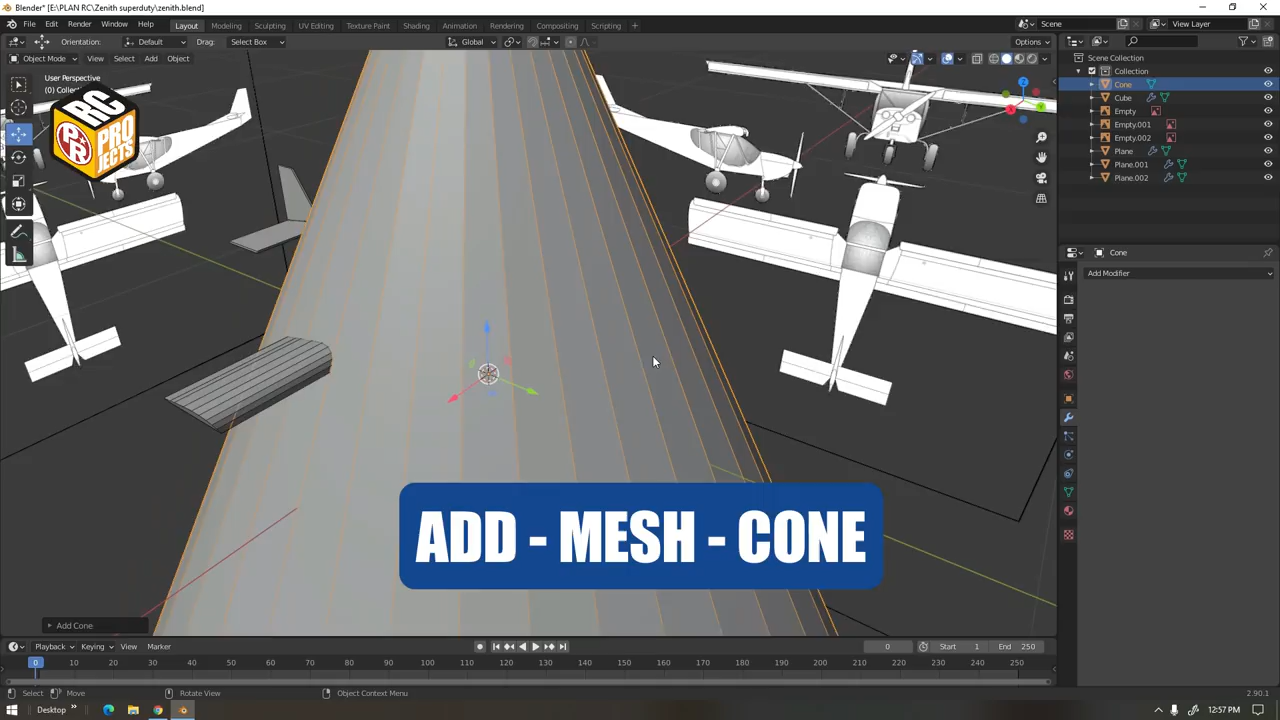 Blender* [E:\PLAN RC\Zenith superduty\zenith.blend]
File Edit Render Window Help Layout Modeling Sculpting UV Editing Texture Paint Shading Animation Rendering Compositing Scripting + Scene View Layer
Orientation: Default Drag: Select Box Global Options
Object Mode View Select Add Object
User Perspective
(0) Collec
RC
PR
PROJECTS
Scene Collection
Collection
Cone
Cube
Empty
Empty.001
Empty.002
Plane
Plane.001
Plane.002
Cone
Add Modifier
ADD - MESH - CONE
Add Cone
Playback Keying View Marker 0 Start 1 End 250
0 10 20 30 40 50 60 70 80 90 100 110 120 130 140 150 160 170 180 190 200 210 220 230 240 250
Select Move Rotate View Object Context Menu 2.90.1
Desktop 12:57 PM